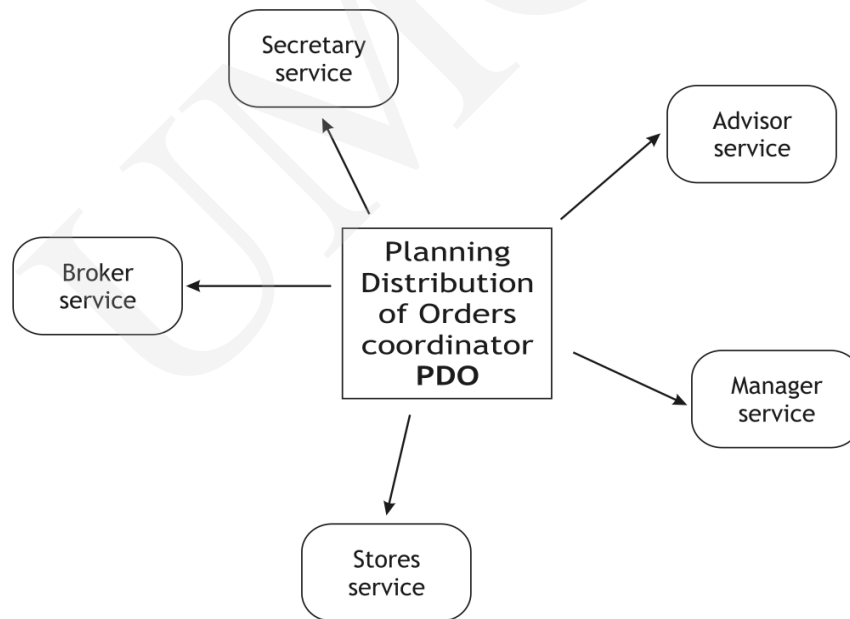 Secretary
service
Advisor
service
Planning
Distribution
of Orders
coordinator
PDO
Broker
service
Manager
service
Stores
service